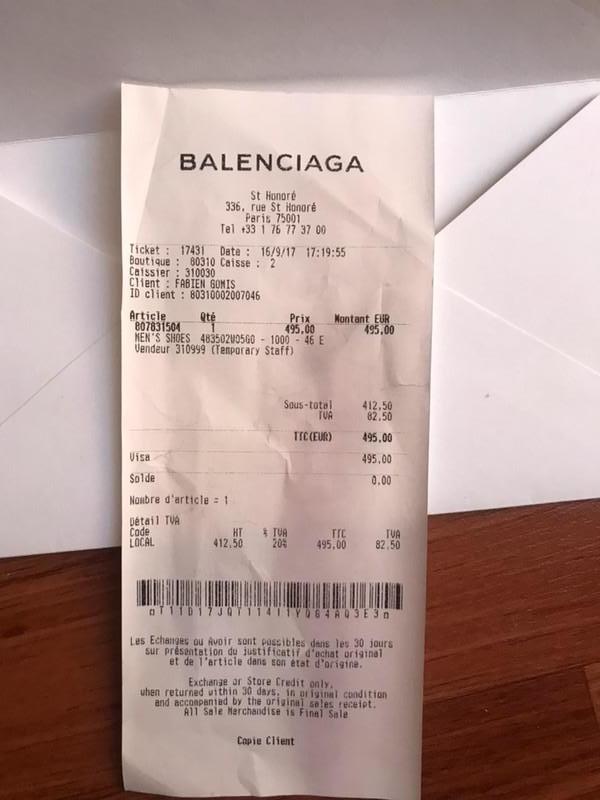 BALENCIAGA
St Honoré
336, rue St Honoré
Paris 75001
Tel +33 1 76 77 37 00
Ticket : 17431 Date : 16/9/17 17:19:55
Boutique : 80310 Caisse : 2
Caissier : 310030
Client : FABIEN GOMIS
ID client : 80310002007046
Article Qté Prix Montant EUR
807831504 1 495,00 495,00
MEN'S SHOES 483502W05G0 - 1000 - 46 E
Vendeur 310999 (Temporary Staff)
Sous-total 412,50
TVA 82,50
TTC(EUR) 495,00
Visa 495,00
Solde 0,00
Nombre d'article = 1
Détail TVA
Code HT % TVA TTC TVA
LOCAL 412,50 20% 495,00 82,50
Les Echanges ou Avoir sont possibles dans les 30 jours
sur présentation du justificatif d'achat original
et de l'article dans son état d'origine.
Exchange or Store Credit only,
when returned within 30 days in original condition
and accompanied by the original sales receipt.
All Sale Merchandise is Final Sale
Copie Client